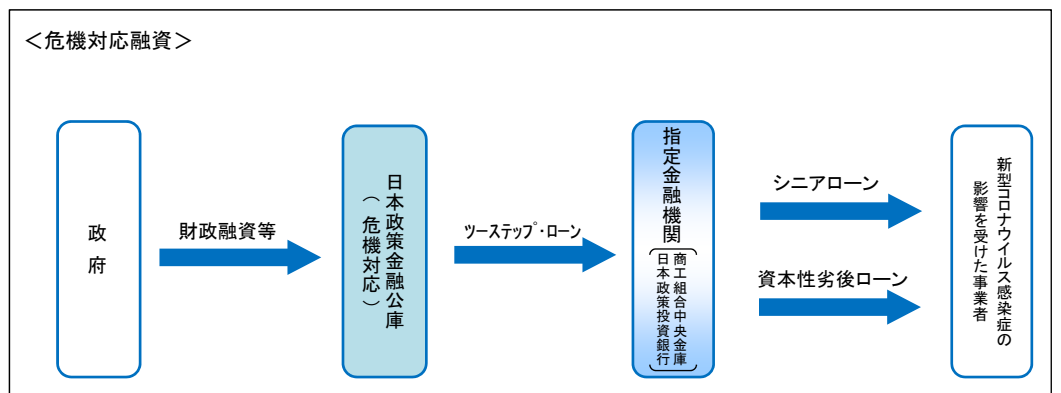 ＜危機対応融資＞
政府
財政融資等
日本政策金融公庫
（危機対応）
ﾂｰｽﾃｯﾌﾟ･ﾛｰﾝ
指定金融機関
商工組合中央金庫
日本政策投資銀行
シニアローン
資本性劣後ローン
新型コロナウイルス感染症の
影響を受けた事業者